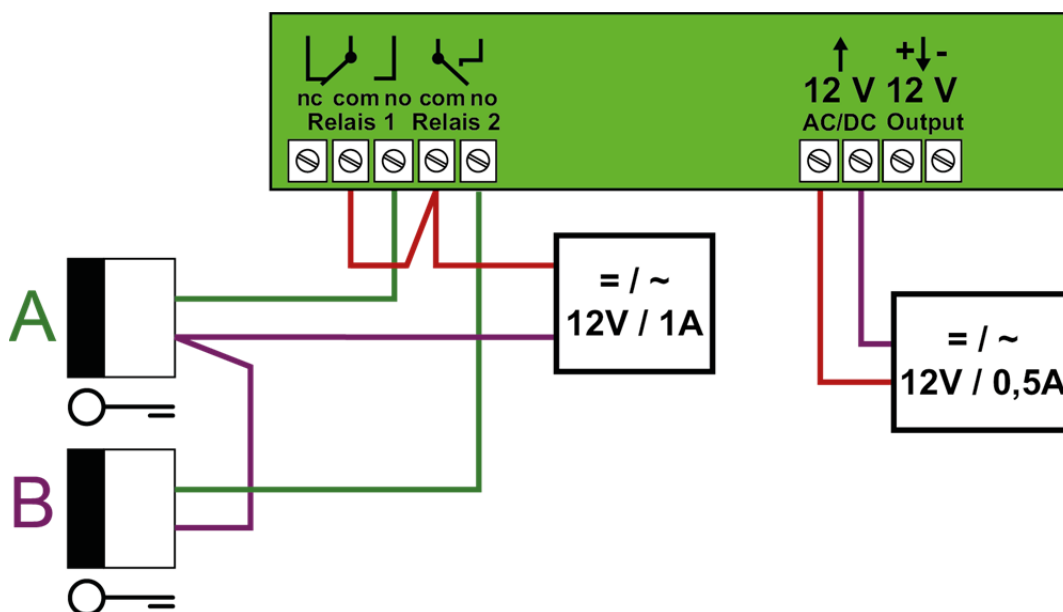 nc com no com no
Relais 1 Relais 2
12 V 12 V
+ -
AC/DC Output
= / ~
12V / 1A
= / ~
12V / 0,5A
A
B